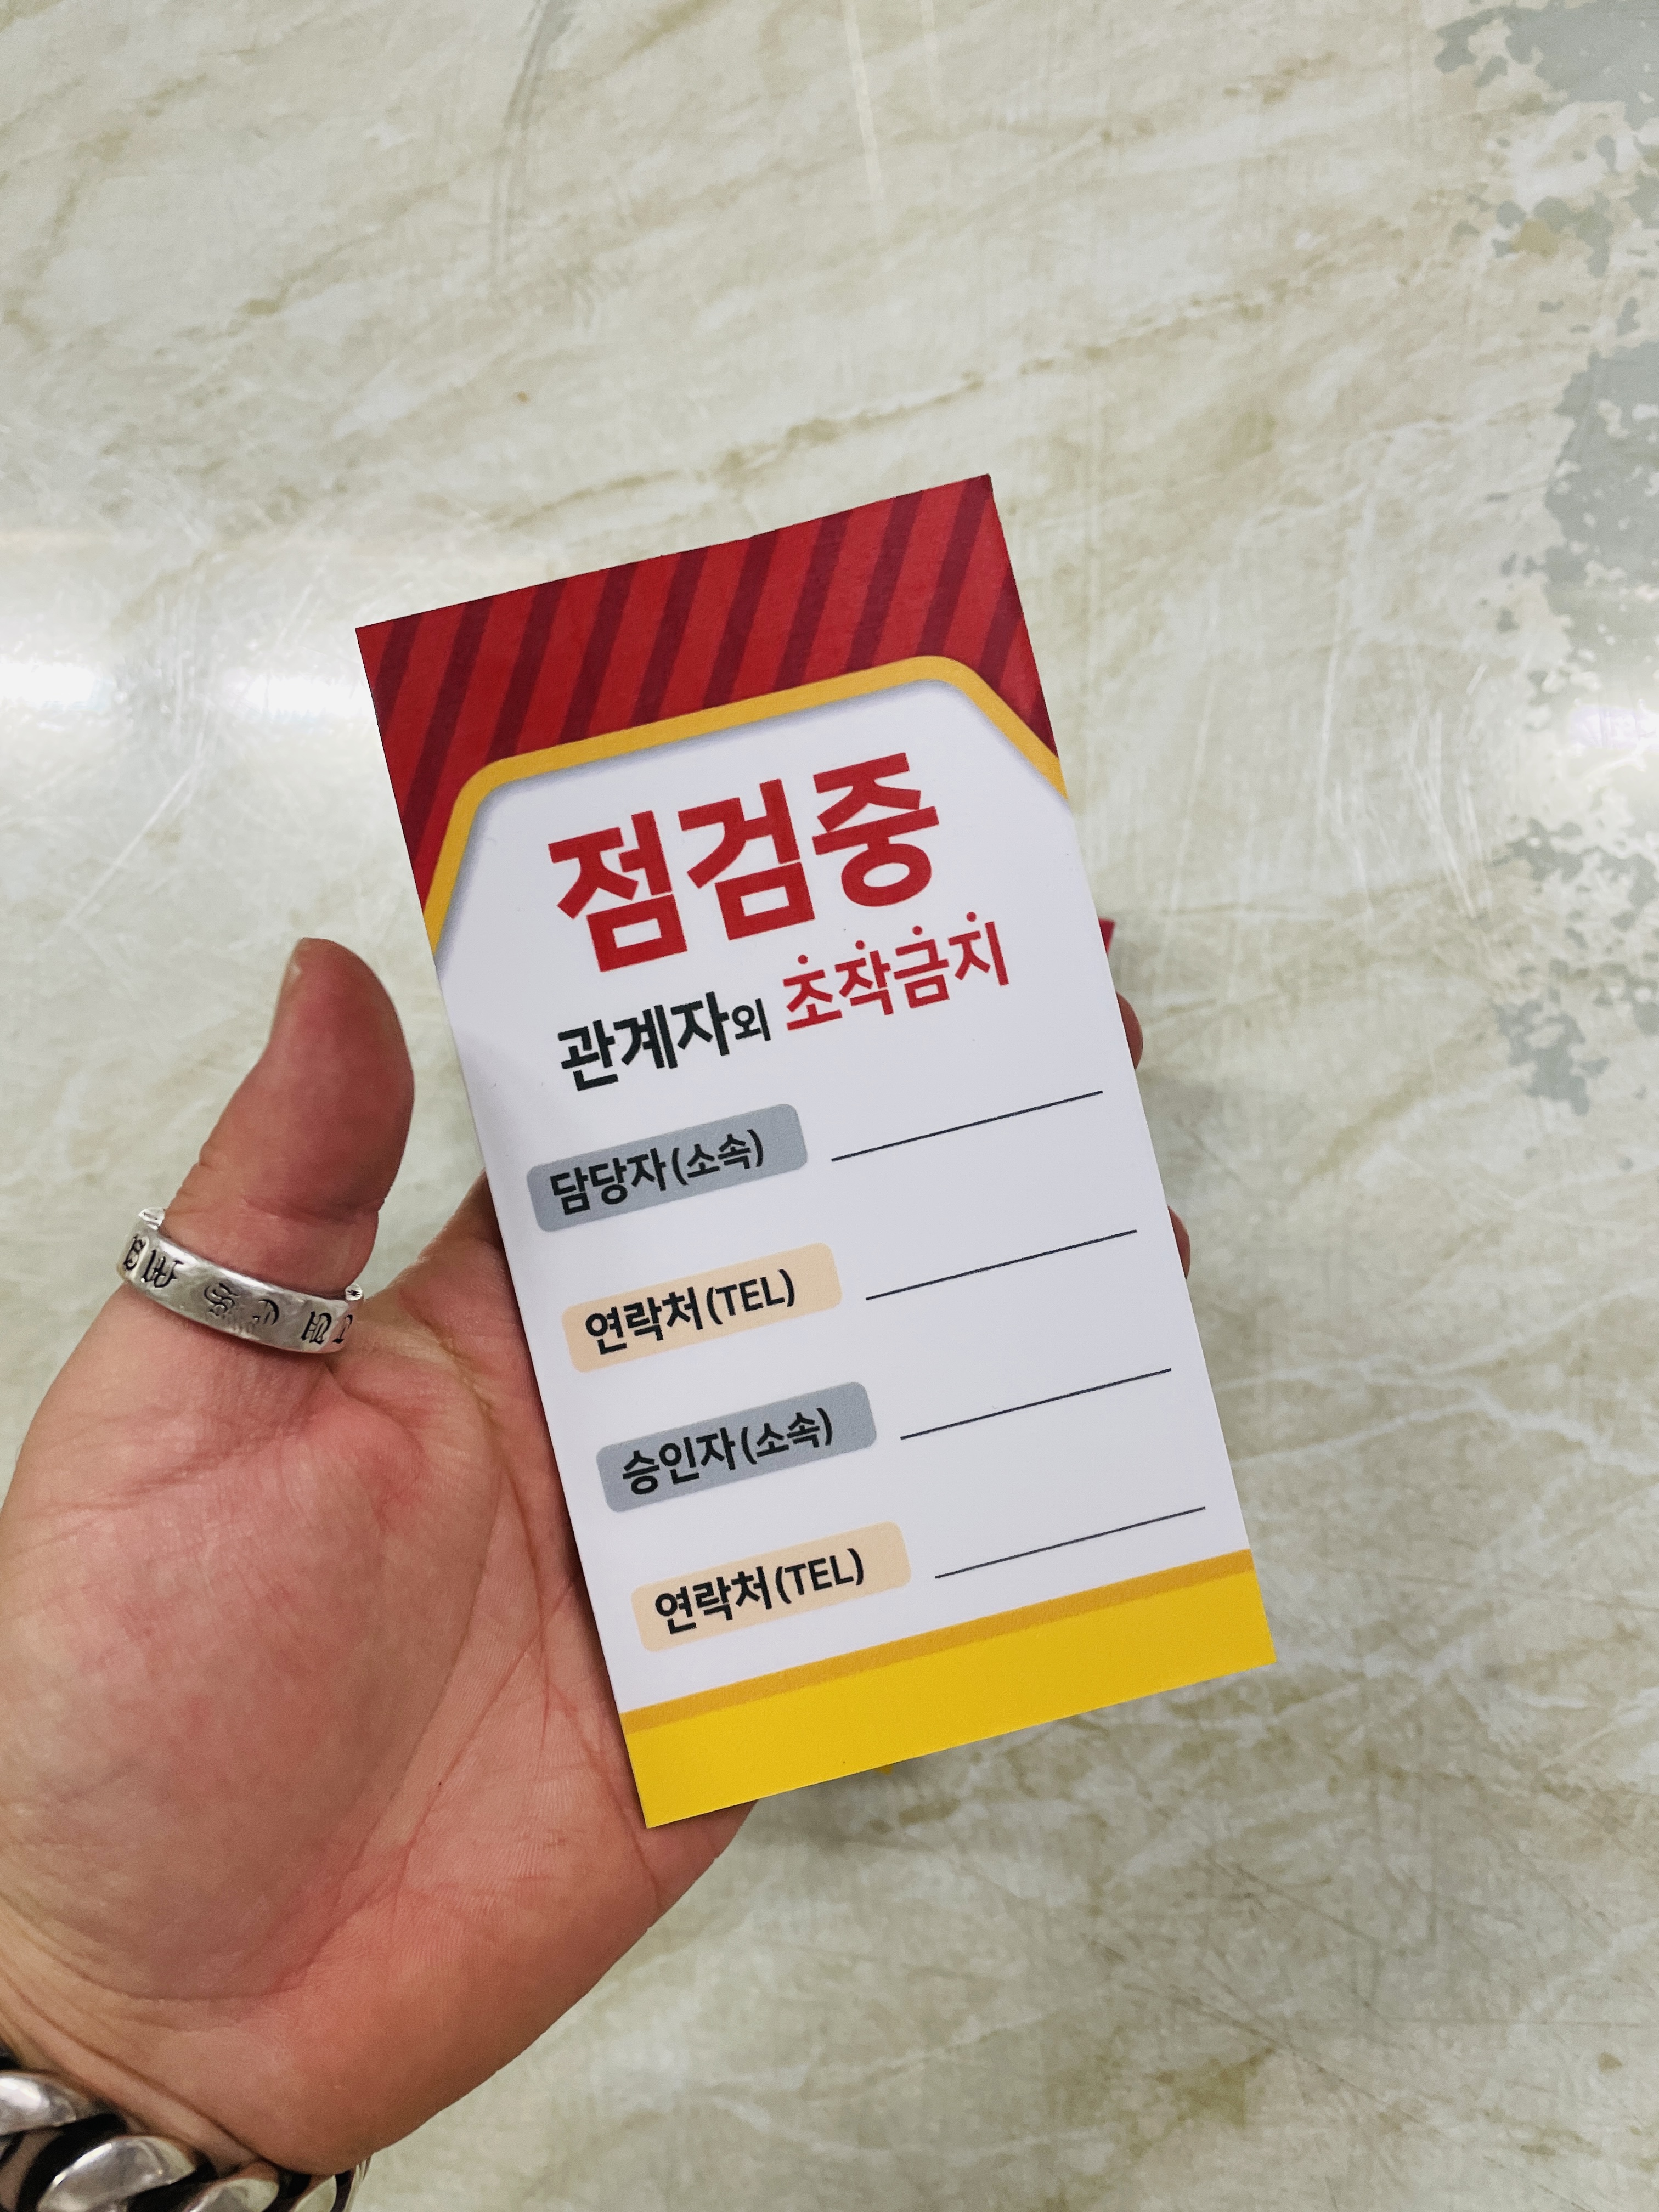 점검중
관계자외 조작금지
담당자(소속)
연락처(TEL)
승인자(소속)
연락처(TEL)